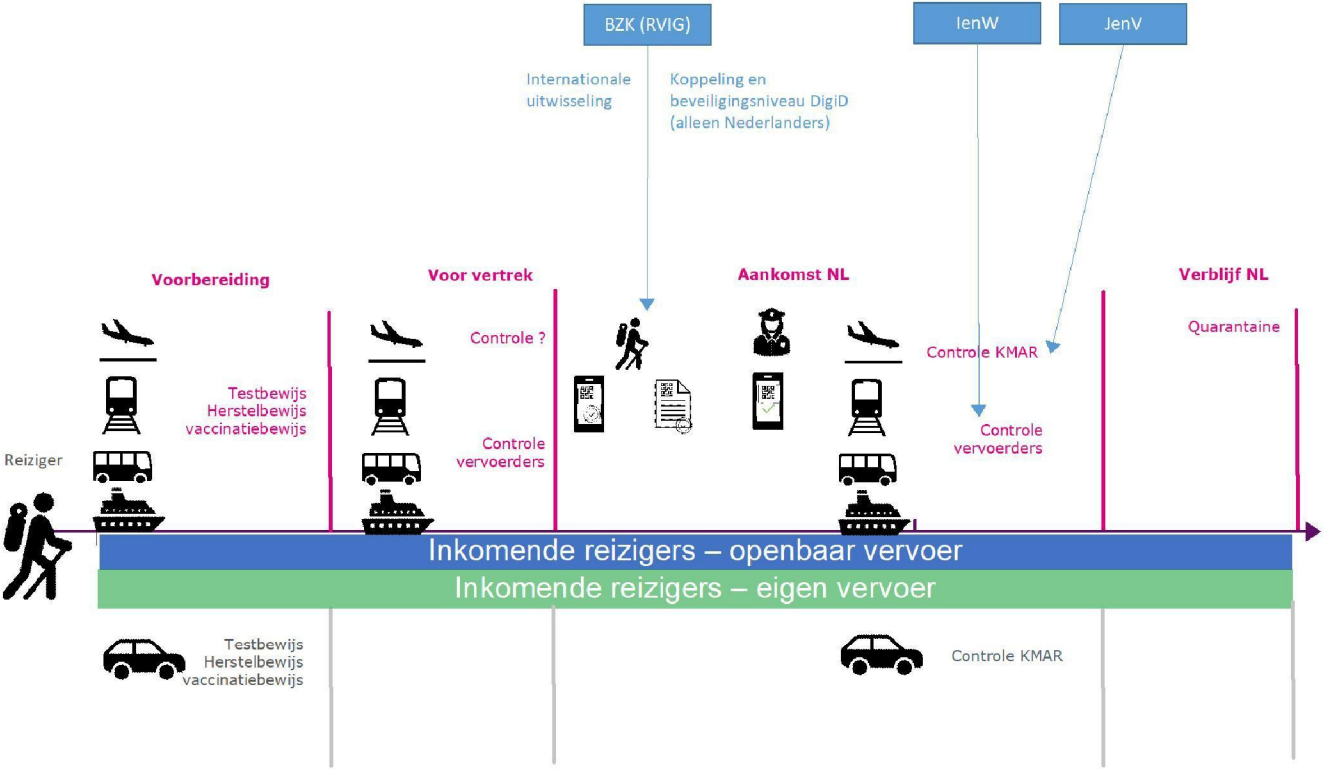 BZK (RVIG)
IenW
JenV
Internationale
uitwisseling
Koppeling en
beveiligingsniveau DigiD
(alleen Nederlanders)
Voorbereiding
Voor vertrek
Aankomst NL
Verblijf NL
Controle ?
Controle KMAR
Quarantaine
Testbewijs
Herstelbewijs
vaccinatiebewijs
Controle
vervoerders
Controle
vervoerders
Reiziger
Inkomende reizigers – openbaar vervoer
Inkomende reizigers – eigen vervoer
Testbewijs
Herstelbewijs
vaccinatiebewijs
Controle KMAR